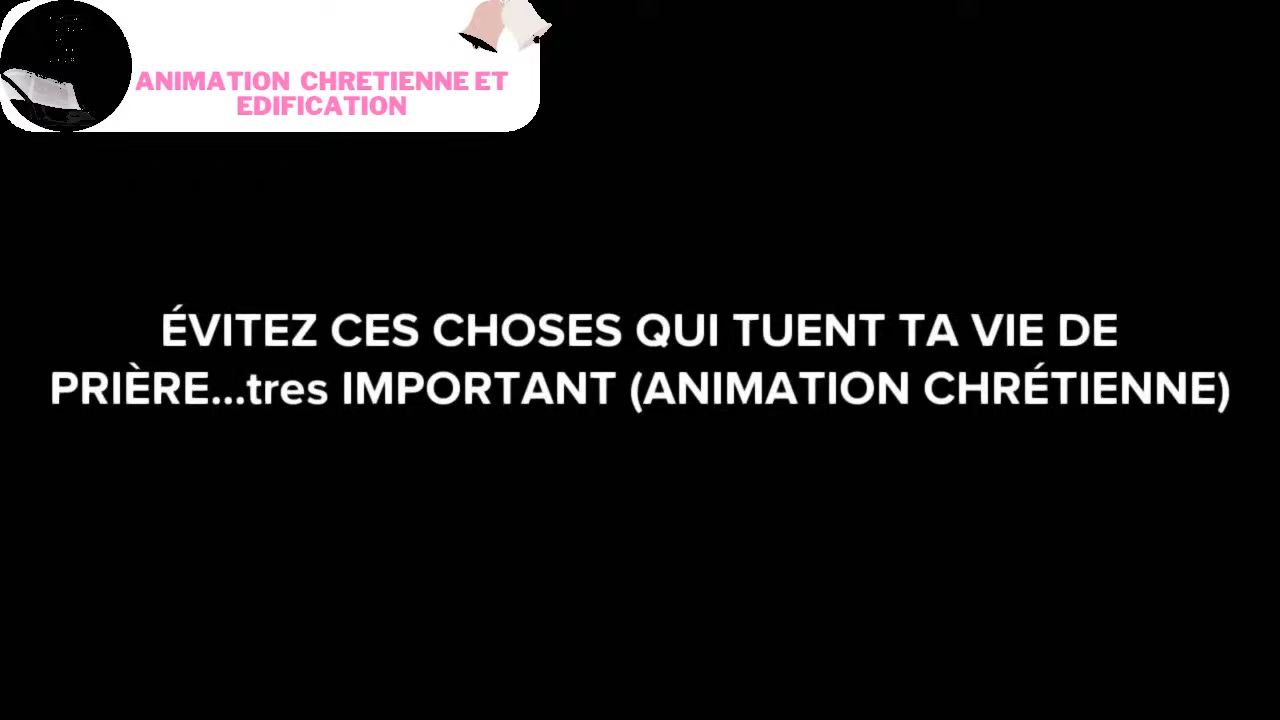 ANIMATION CHRETIENNE ET
EDIFICATION
ÉVITEZ CES CHOSES QUI TUENT TA VIE DE
PRIÈRE...tres IMPORTANT (ANIMATION CHRÉTIENNE)